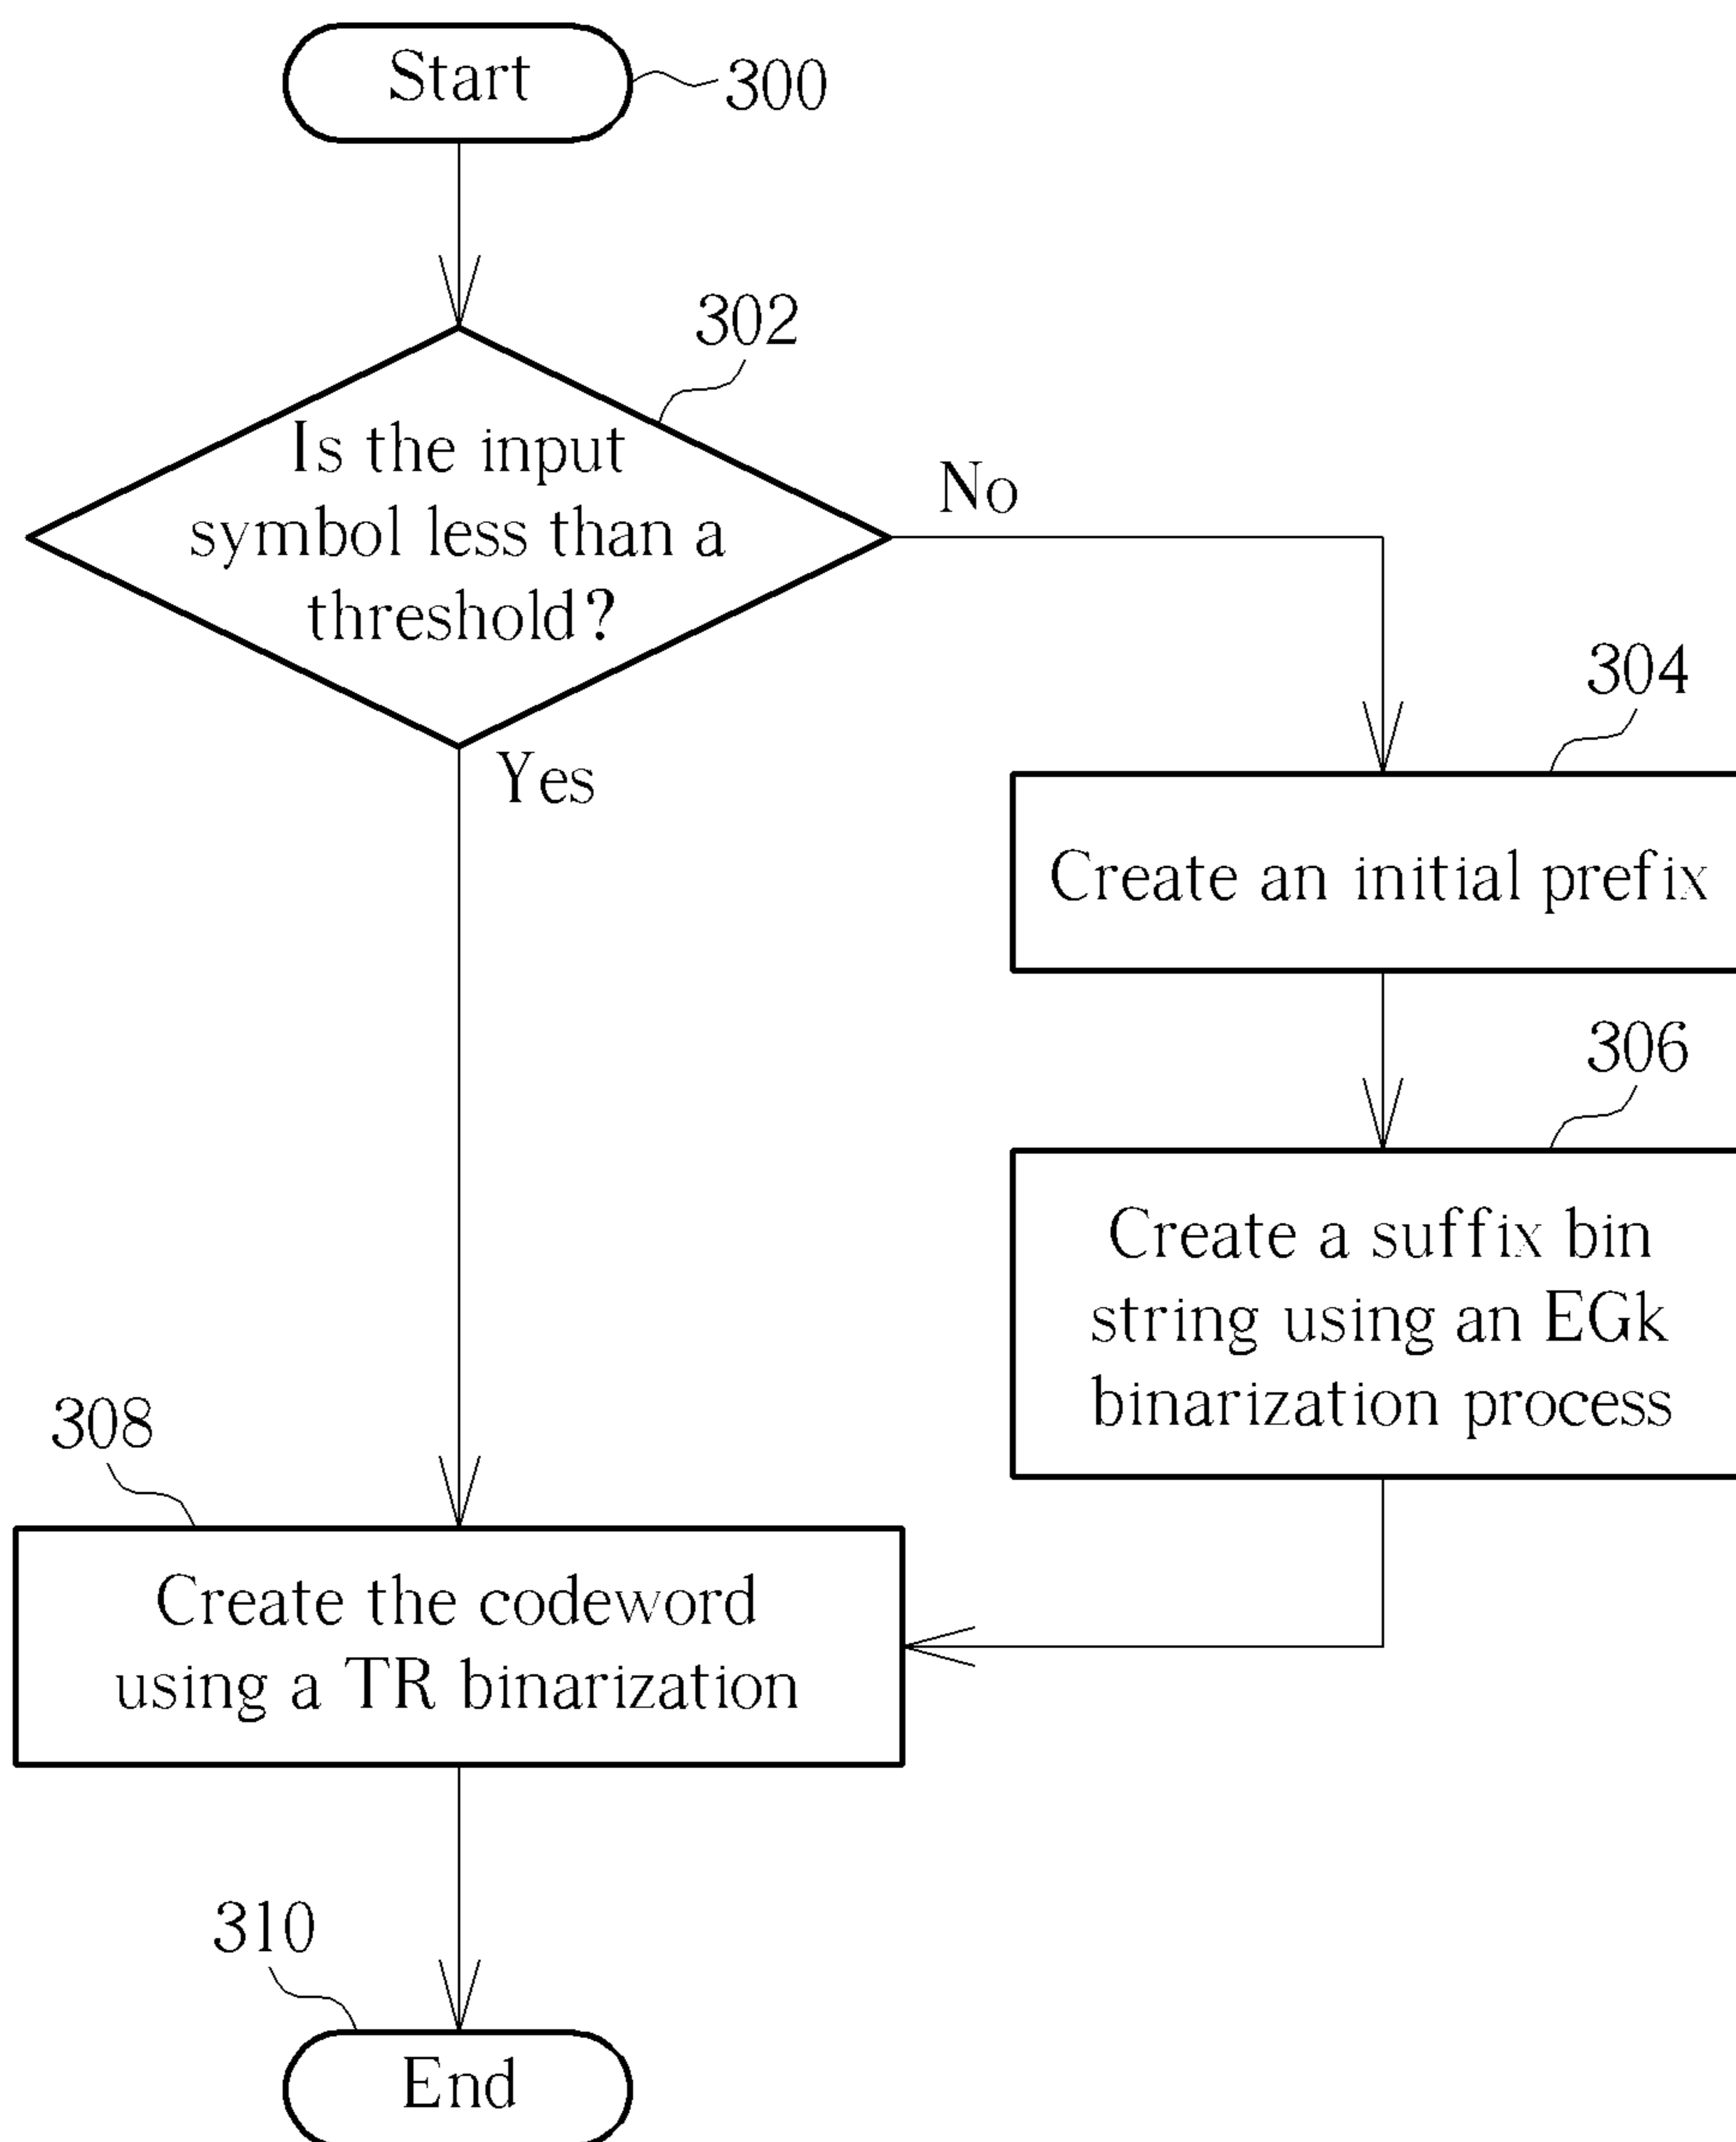 Start
300
302
Is the input
symbol less than a
threshold?
No
Yes
304
Create an initial prefix
306
Create a suffix bin
string using an EGk
binarization process
308
Create the codeword
using a TR binarization
310
End